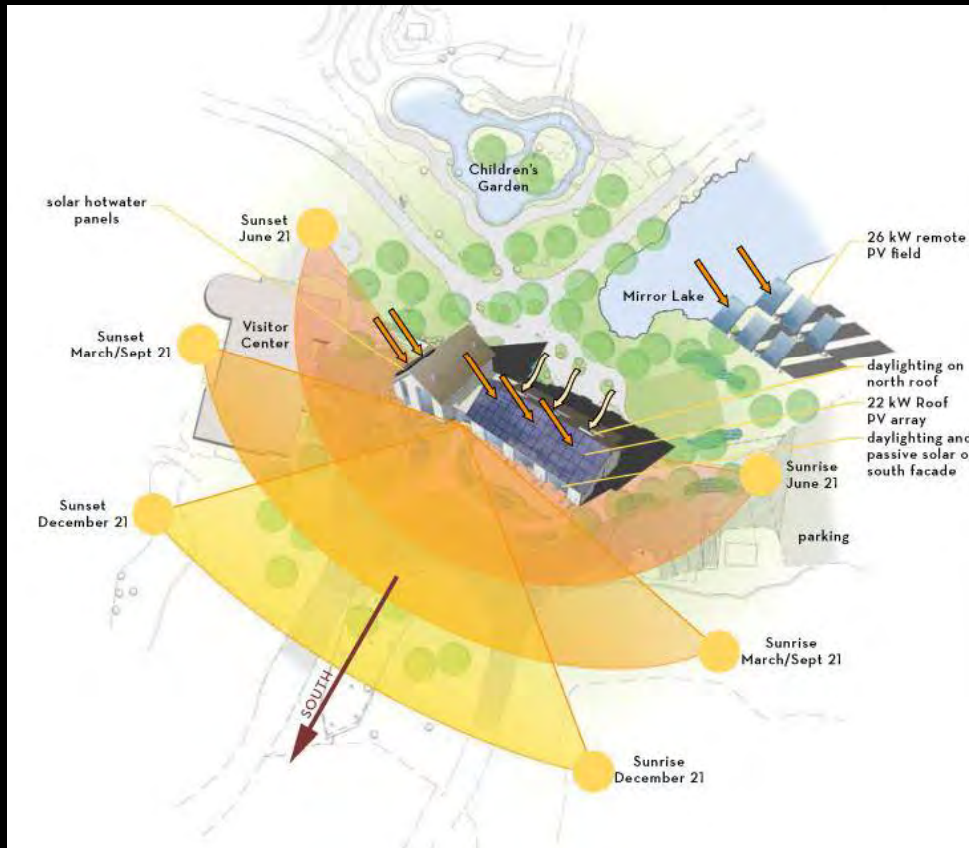 Children's
Garden
solar hotwater
panels
Sunset
June 21
26 kW remote
PV field
Mirror Lake
Visitor
Center
Sunset
March/Sept 21
daylighting on
north roof
22 kW Roof
PV array
daylighting and
passive solar o
south facade
Sunrise
June 21
Sunset
December 21
parking
Sunrise
March/Sept 21
SOUTH
Sunrise
December 21